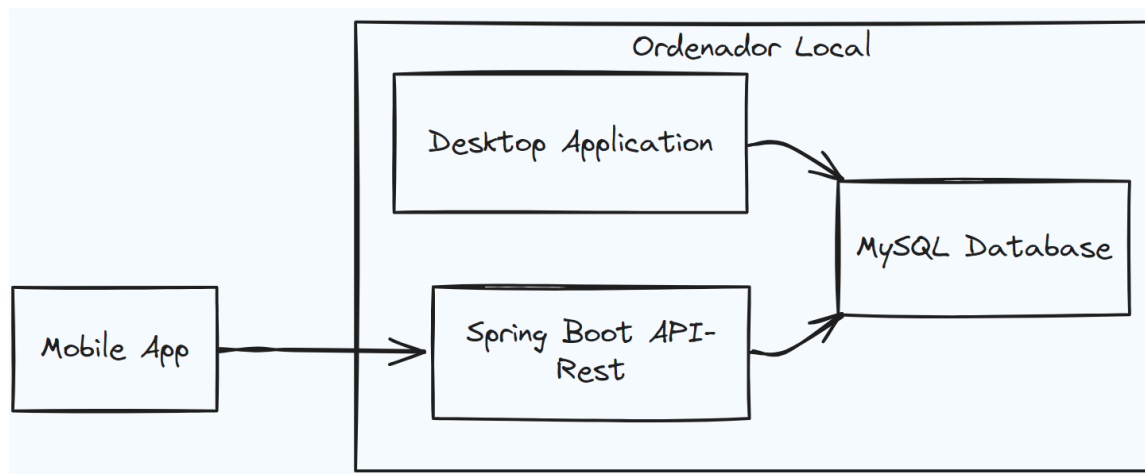 Ordenador Local
Desktop Application
MySQL Database
Mobile App
Spring Boot API-
Rest